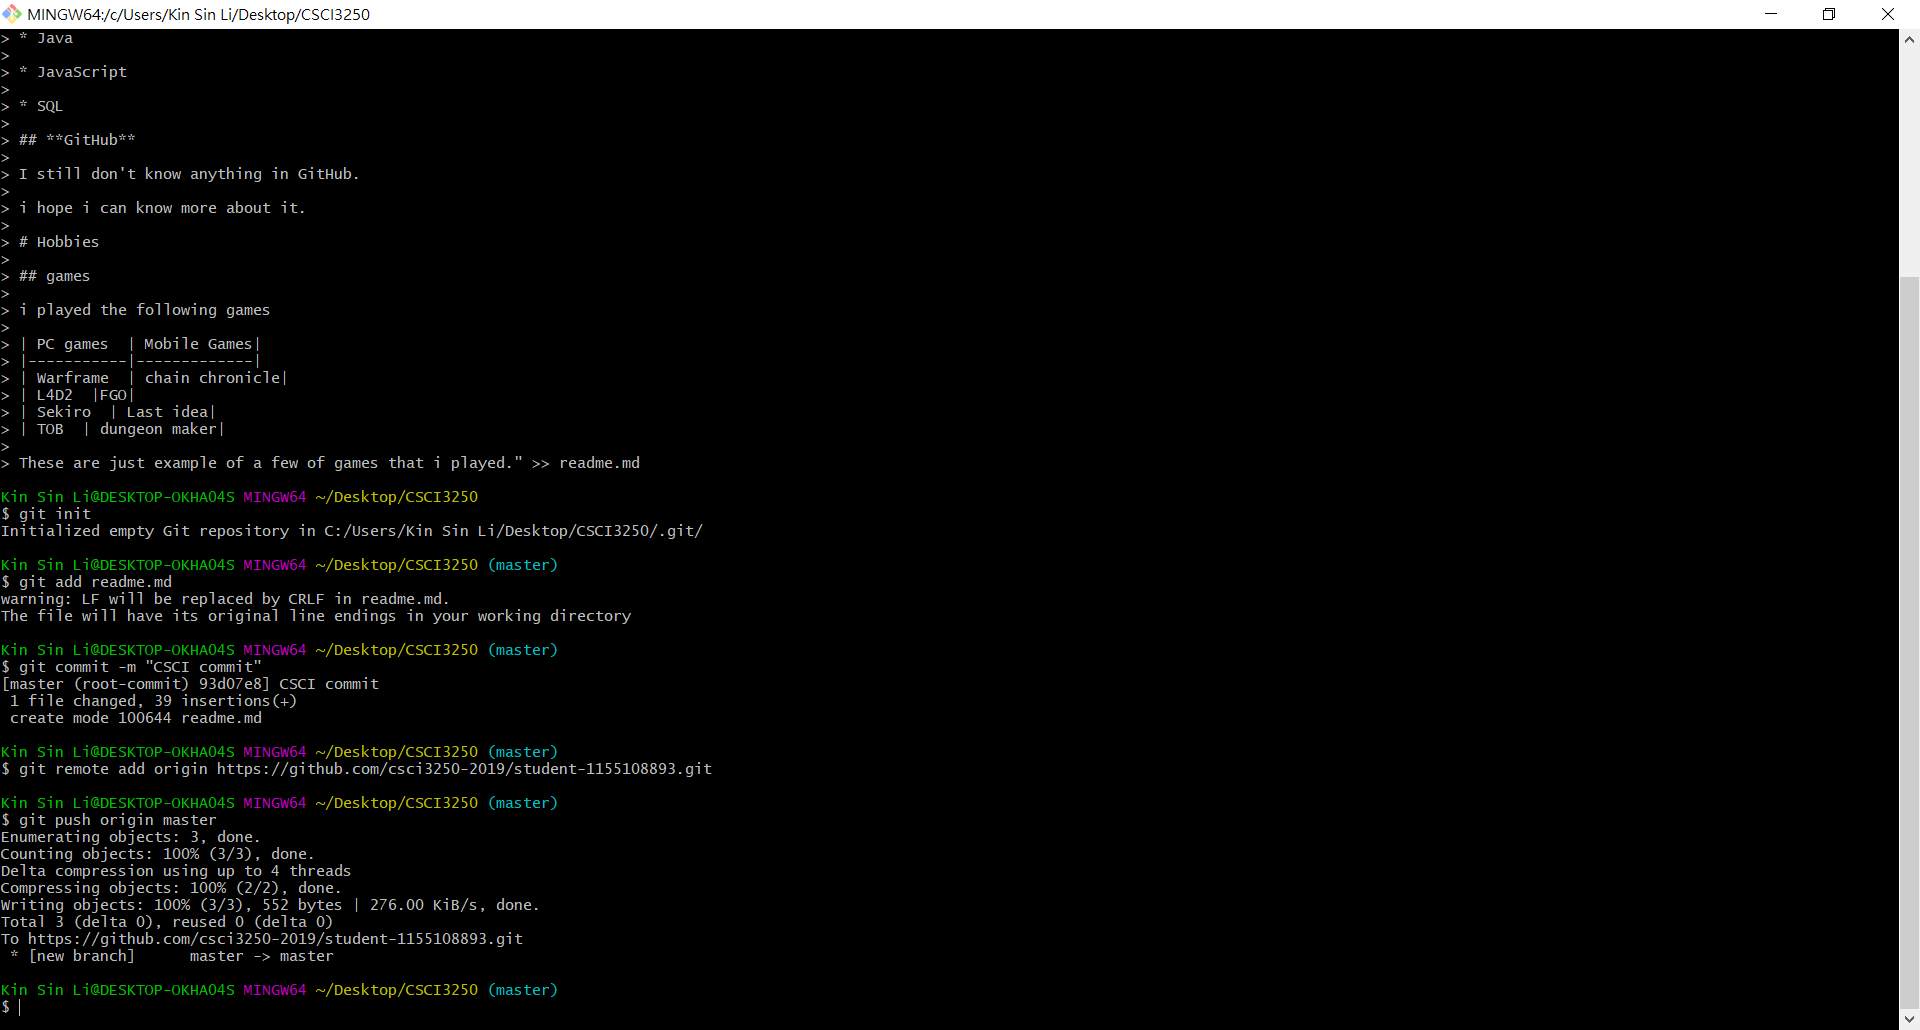 MINGW64:/c/Users/Kin Sin Li/Desktop/CSCI3250
> * Java
>
> * JavaScript
>
> * SQL
>
> ## **GitHub**
>
> I still don't know anything in GitHub.
>
> i hope i can know more about it.
>
> # Hobbies
>
> ## games
>
> i played the following games
>
> | PC games  | Mobile Games|
> |-----------|-------------|
> | Warframe  | chain chronicle|
> | L4D2  |FGO|
> | Sekiro  | Last idea|
> | TOB  | dungeon maker|
>
> These are just example of a few of games that i played." >> readme.md
Kin Sin Li@DESKTOP-OKHA04S MINGW64 ~/Desktop/CSCI3250
$ git init
Initialized empty Git repository in C:/Users/Kin Sin Li/Desktop/CSCI3250/.git/
Kin Sin Li@DESKTOP-OKHA04S MINGW64 ~/Desktop/CSCI3250 (master)
$ git add readme.md
warning: LF will be replaced by CRLF in readme.md.
The file will have its original line endings in your working directory
Kin Sin Li@DESKTOP-OKHA04S MINGW64 ~/Desktop/CSCI3250 (master)
$ git commit -m "CSCI commit"
[master (root-commit) 93d07e8] CSCI commit
 1 file changed, 39 insertions(+)
 create mode 100644 readme.md
Kin Sin Li@DESKTOP-OKHA04S MINGW64 ~/Desktop/CSCI3250 (master)
$ git remote add origin https://github.com/csci3250-2019/student-1155108893.git
Kin Sin Li@DESKTOP-OKHA04S MINGW64 ~/Desktop/CSCI3250 (master)
$ git push origin master
Enumerating objects: 3, done.
Counting objects: 100% (3/3), done.
Delta compression using up to 4 threads
Compressing objects: 100% (2/2), done.
Writing objects: 100% (3/3), 552 bytes | 276.00 KiB/s, done.
Total 3 (delta 0), reused 0 (delta 0)
To https://github.com/csci3250-2019/student-1155108893.git
 * [new branch]      master -> master
Kin Sin Li@DESKTOP-OKHA04S MINGW64 ~/Desktop/CSCI3250 (master)
$